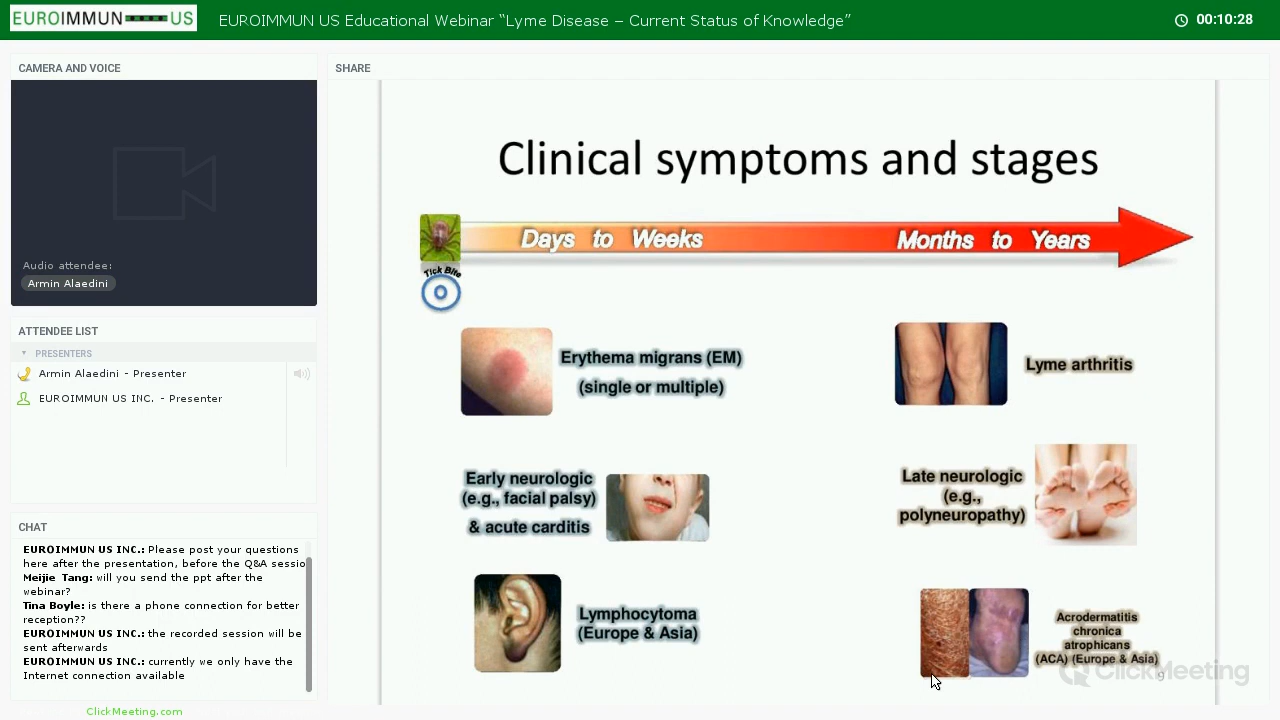 EUROIMMUN US
EUROIMMUN US Educational Webinar “Lyme Disease – Current Status of Knowledge”
00:10:28
CAMERA AND VOICE
Audio attendee:
Armin Alaedini
ATTENDEE LIST
PRESENTERS
Armin Alaedini - Presenter
EUROIMMUN US INC. - Presenter
CHAT
EUROIMMUN US INC.: Please post your questions
here after the presentation, before the Q&A sessio
Meijie Tang: will you send the ppt after the
webinar?
Tina Boyle: is there a phone connection for better
reception??
EUROIMMUN US INC.: the recorded session will be
sent afterwards
EUROIMMUN US INC.: currently we only have the
Internet connection available
ClickMeeting.com
SHARE
Clinical symptoms and stages
Days to Weeks
Months to Years
Tick Bite
Erythema migrans (EM)
(single or multiple)
Lyme arthritis
Early neurologic
(e.g., facial palsy)
& acute carditis
Late neurologic
(e.g.,
polyneuropathy)
Lymphocytoma
(Europe & Asia)
Acrodermatitis
chronica
atrophicans
(ACA) (Europe & Asia)
9
ClickMeeting